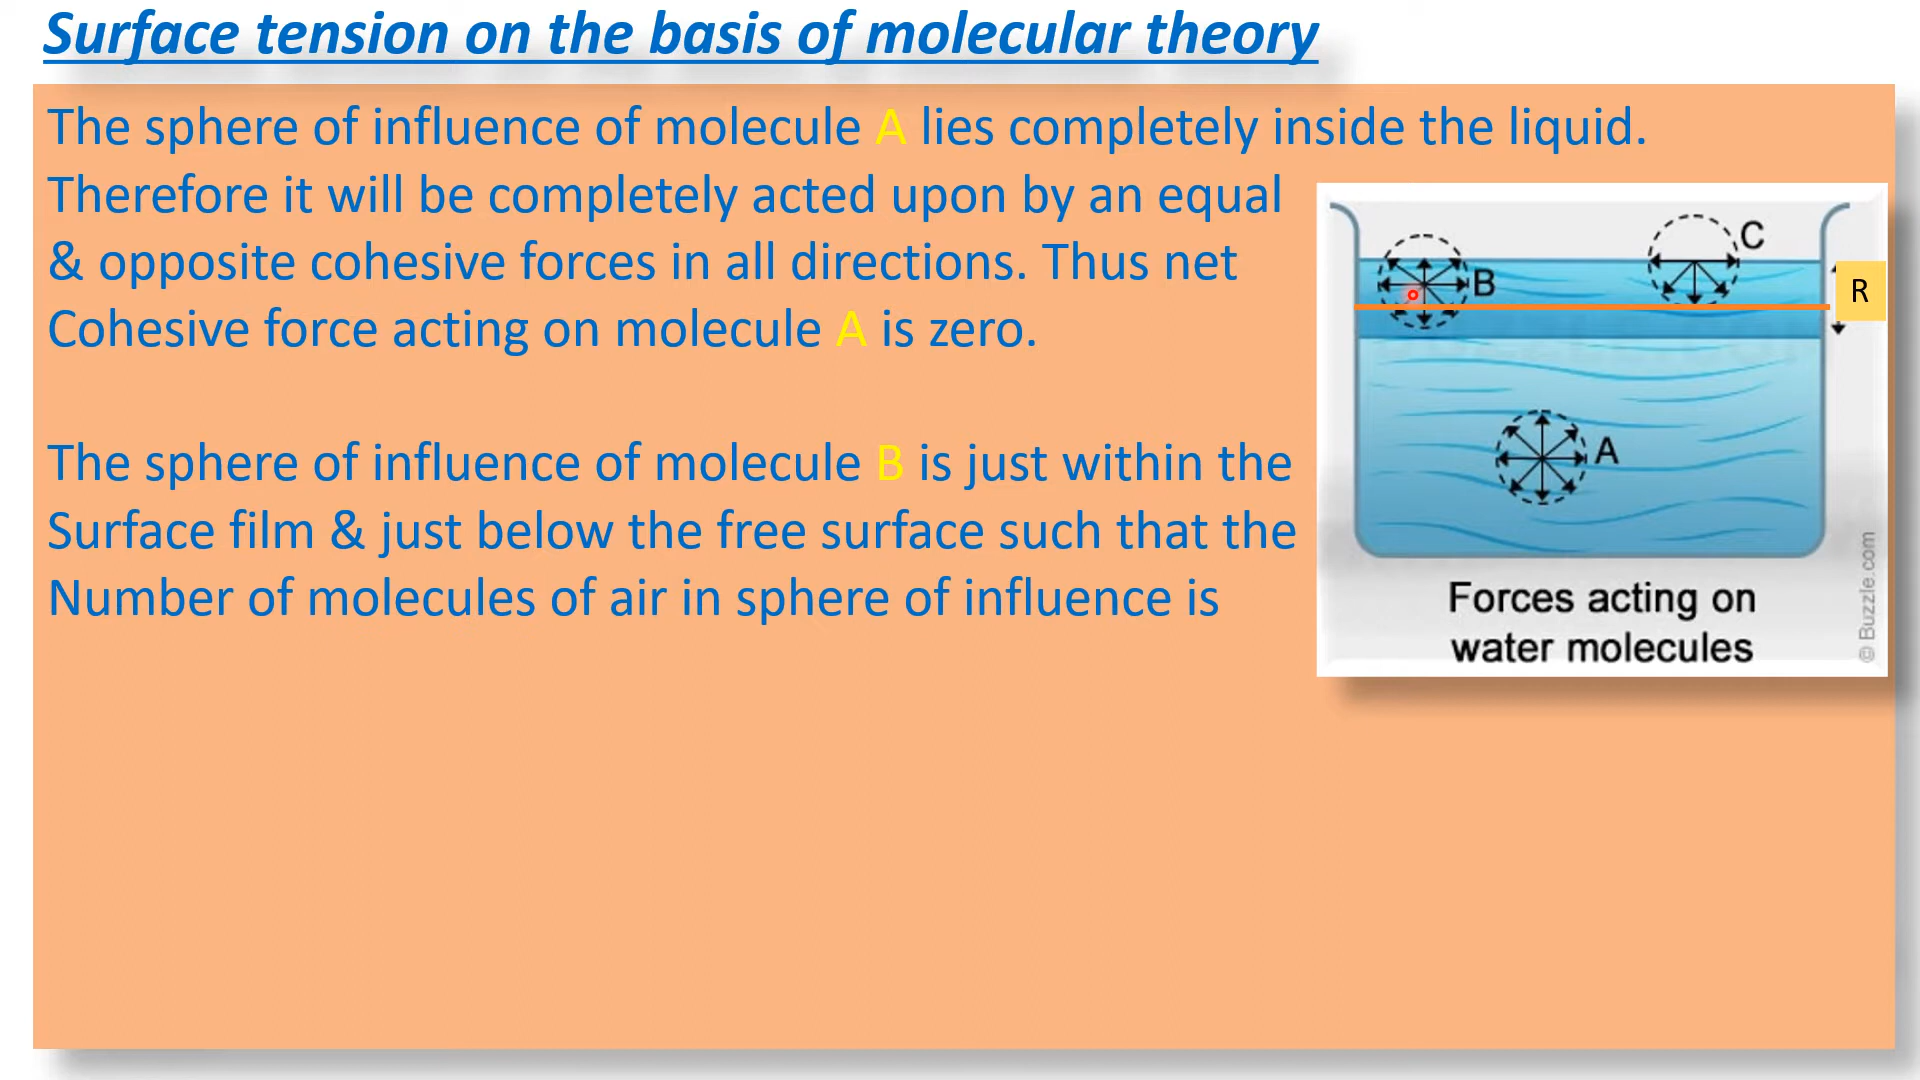 Surface tension on the basis of molecular theory
The sphere of influence of molecule A lies completely inside the liquid.
Therefore it will be completely acted upon by an equal
& opposite cohesive forces in all directions. Thus net
Cohesive force acting on molecule A is zero.
The sphere of influence of molecule B is just within the
Surface film & just below the free surface such that the
Number of molecules of air in sphere of influence is
C
B
R
A
Forces acting on
water molecules
© Buzzle.com